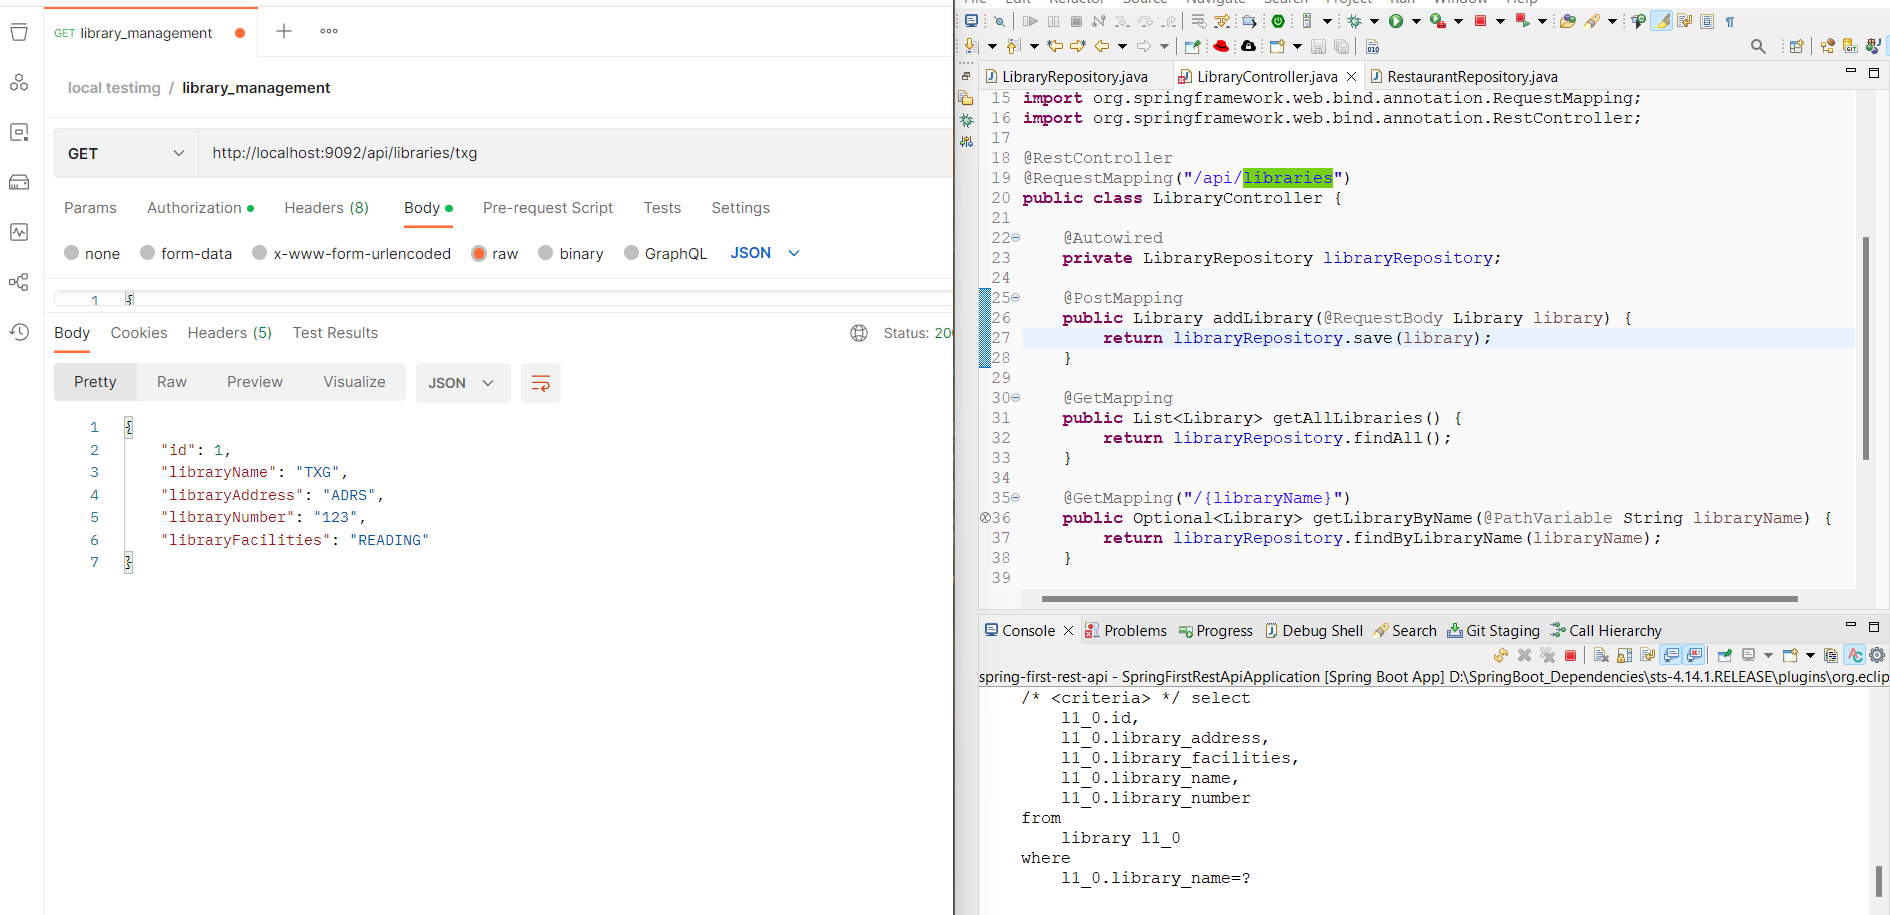 GET library_management
local testimg / library_management
GET
http://localhost:9092/api/libraries/txg
Params
Authorization
Headers (8)
Body
Pre-request Script
Tests
Settings
none
form-data
x-www-form-urlencoded
raw
binary
GraphQL
JSON
1 {
Body
Cookies
Headers (5)
Test Results
Status: 20
Pretty
Raw
Preview
Visualize
JSON
1 {
2 "id": 1,
3 "libraryName": "TXG",
4 "libraryAddress": "ADRS",
5 "libraryNumber": "123",
6 "libraryFacilities": "READING"
7 }
LibraryRepository.java
LibraryController.java
RestaurantRepository.java
15 import org.springframework.web.bind.annotation.RequestMapping;
16 import org.springframework.web.bind.annotation.RestController;
17
18 @RestController
19 @RequestMapping("/api/libraries")
20 public class LibraryController {
21
22 @Autowired
23 private LibraryRepository libraryRepository;
24
25 @PostMapping
26 public Library addLibrary(@RequestBody Library library) {
27 return libraryRepository.save(library);
28 }
29
30 @GetMapping
31 public List<Library> getAllLibraries() {
32 return libraryRepository.findAll();
33 }
34
35 @GetMapping("/{libraryName}")
36 public Optional<Library> getLibraryByName(@PathVariable String libraryName) {
37 return libraryRepository.findByLibraryName(libraryName);
38 }
39
Console
Problems
Progress
Debug Shell
Search
Git Staging
Call Hierarchy
spring-first-rest-api - SpringFirstRestApiApplication [Spring Boot App] D:\SpringBoot_Dependencies\sts-4.14.1.RELEASE\plugins\org.eclip
/* <criteria> */ select
l1_0.id,
l1_0.library_address,
l1_0.library_facilities,
l1_0.library_name,
l1_0.library_number
from
library l1_0
where
l1_0.library_name=?